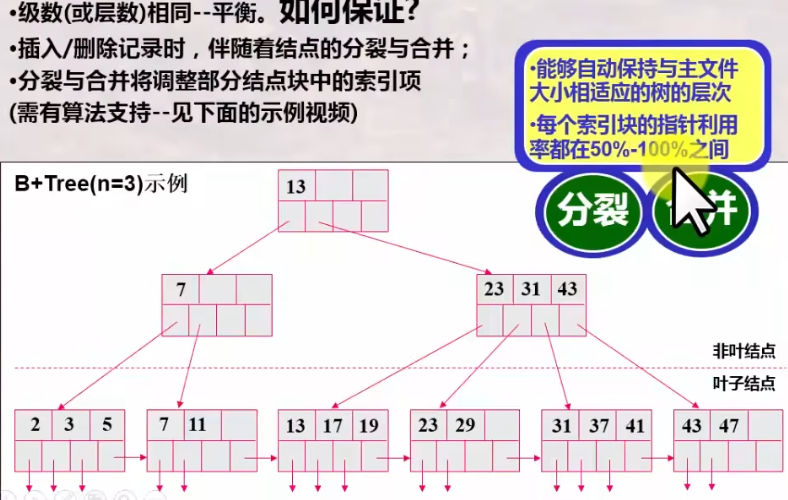 •级数(或层数)相同--平衡。如何保证?
•插入/删除记录时，伴随着结点的分裂与合并；
•分裂与合并将调整部分结点块中的索引项
(需有算法支持--见下面的示例视频)
•能够自动保持与主文件
大小相适应的树的层次
•每个索引块的指针利用
率都在50%-100%之间
分裂
B+Tree(n=3)示例
13
7
23 31 43
非叶结点
叶子结点
2 3 5
7 11
13 17 19
23 29
31 37 41
43 47